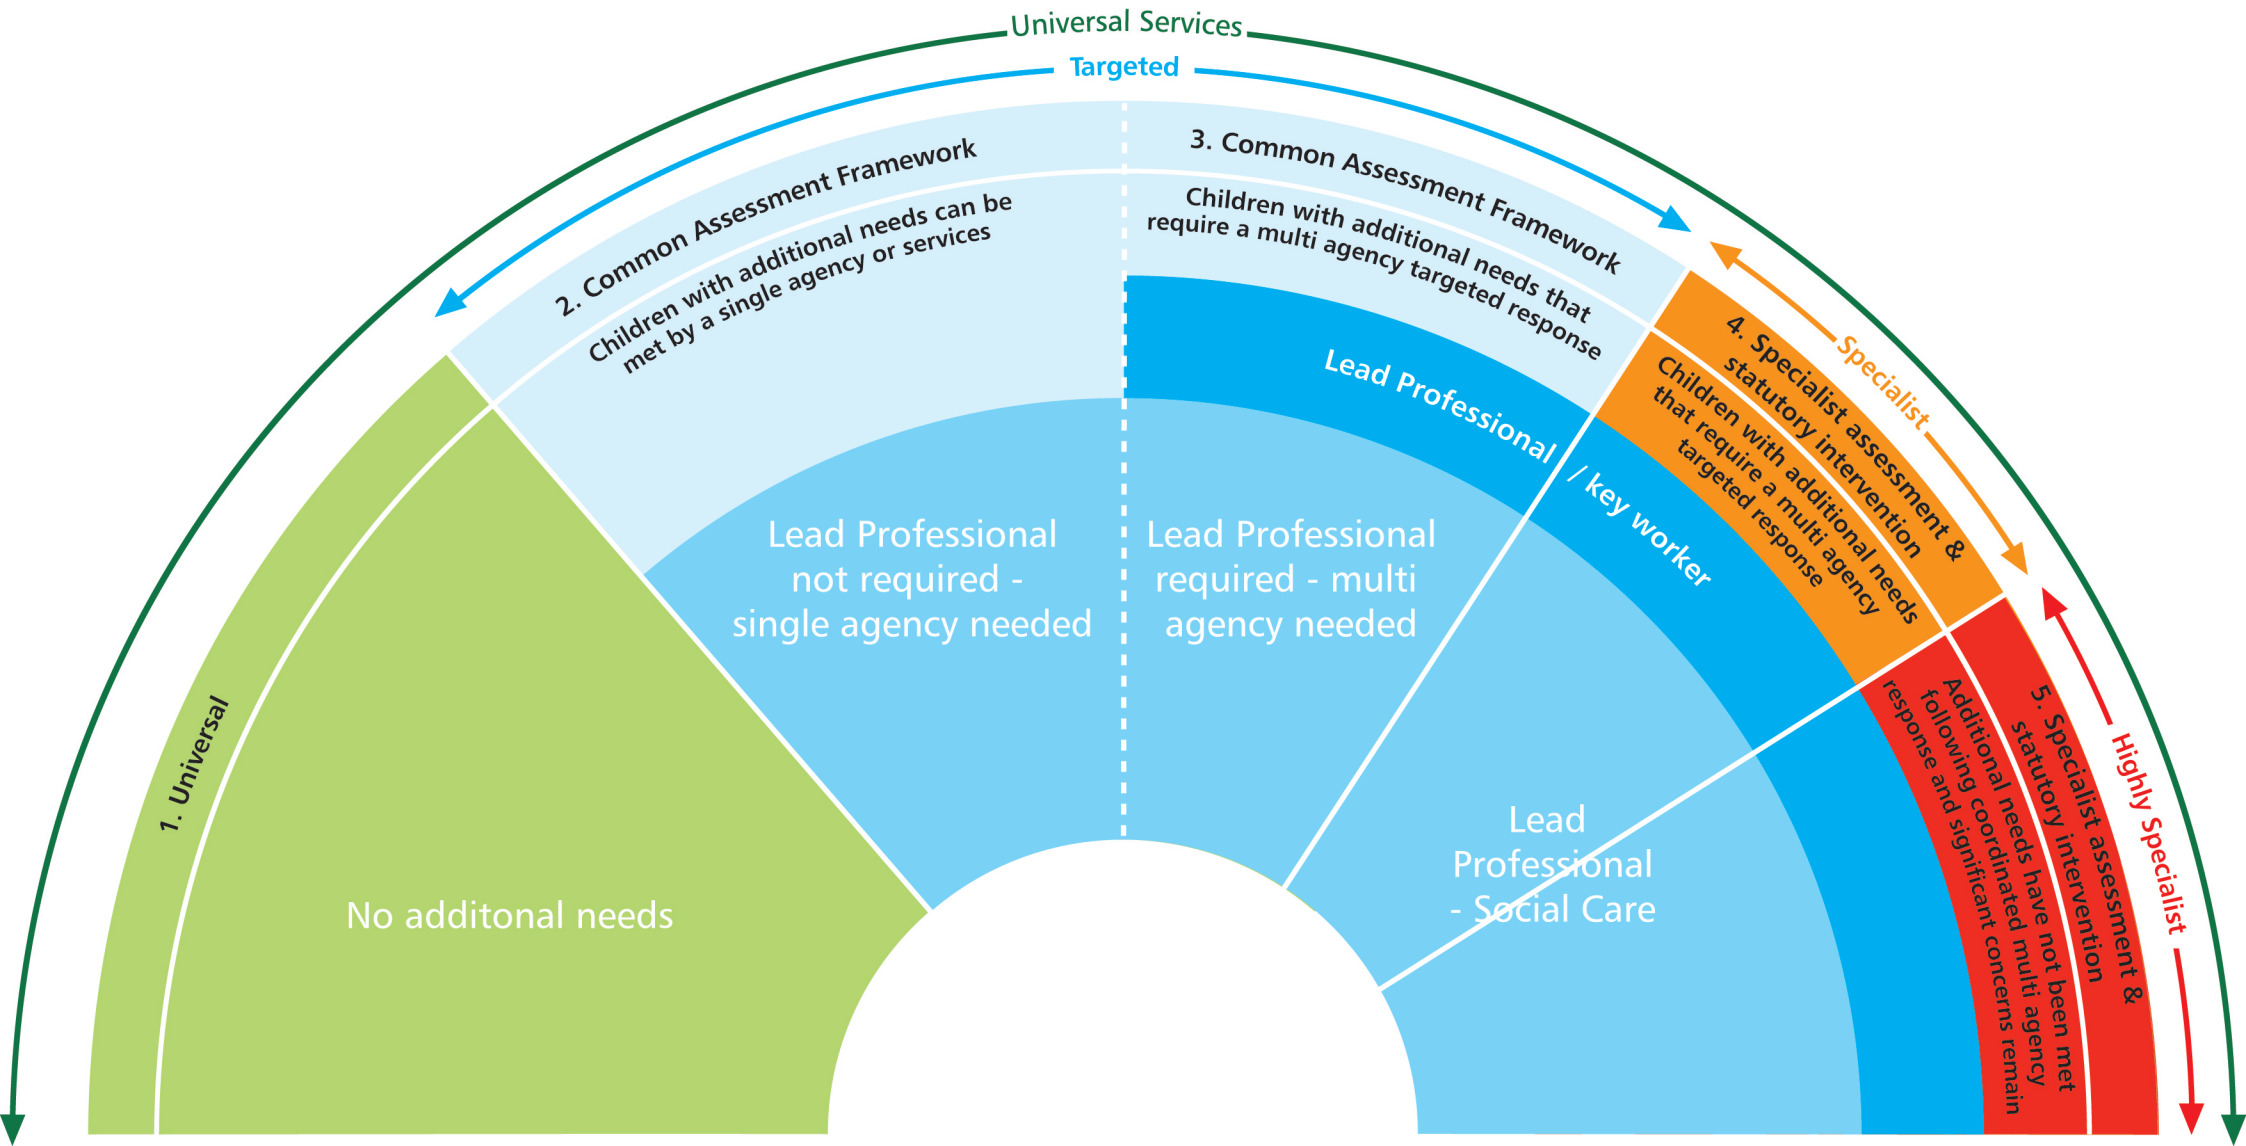 Universal Services
Targeted
Specialist
Highly Specialist
1. Universal
No additonal needs
2. Common Assessment Framework
Children with additional needs can be
met by a single agency or services
Lead Professional
not required -
single agency needed
3. Common Assessment Framework
Children with additional needs that
require a multi agency targeted response
Lead Professional / key worker
Lead Professional
required - multi
agency needed
4. Specialist assessment &
statutory intervention
Children with additional needs
that require a multi agency
targeted response
Lead
Professional
- Social Care
5. Specialist assessment &
statutory intervention
Additional needs have not been met
following coordinated multi agency
response and significant concerns remain